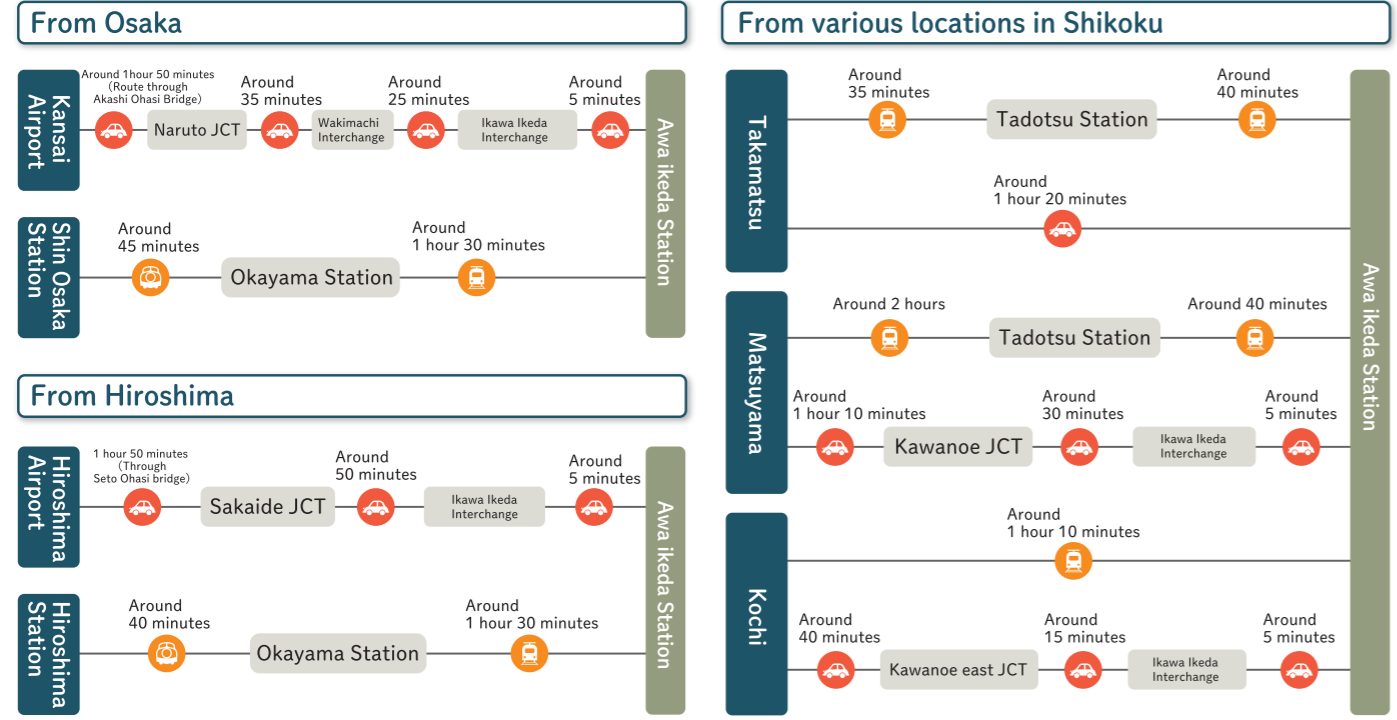 From Osaka
Kansai
Airport
Around 1hour 50 minutes
(Route through
Akashi Ohasi Bridge)
Naruto JCT
Around
35 minutes
Wakimachi
Interchange
Around
25 minutes
Ikawa Ikeda
Interchange
Around
5 minutes
Awa ikeda Station
Shin Osaka
Station
Around
45 minutes
Okayama Station
Around
1 hour 30 minutes
From Hiroshima
Hiroshima
Airport
1 hour 50 minutes
(Through
Seto Ohasi bridge)
Sakaide JCT
Around
50 minutes
Ikawa Ikeda
Interchange
Around
5 minutes
Awa ikeda Station
Hiroshima
Station
Around
40 minutes
Okayama Station
Around
1 hour 30 minutes
From various locations in Shikoku
Takamatsu
Around
35 minutes
Tadotsu Station
Around
40 minutes
Around
1 hour 20 minutes
Awa ikeda Station
Matsuyama
Around 2 hours
Tadotsu Station
Around 40 minutes
Around
1 hour 10 minutes
Kawanoe JCT
Around
30 minutes
Ikawa Ikeda
Interchange
Around
5 minutes
Kochi
Around
1 hour 10 minutes
Around
40 minutes
Kawanoe east JCT
Around
15 minutes
Ikawa Ikeda
Interchange
Around
5 minutes